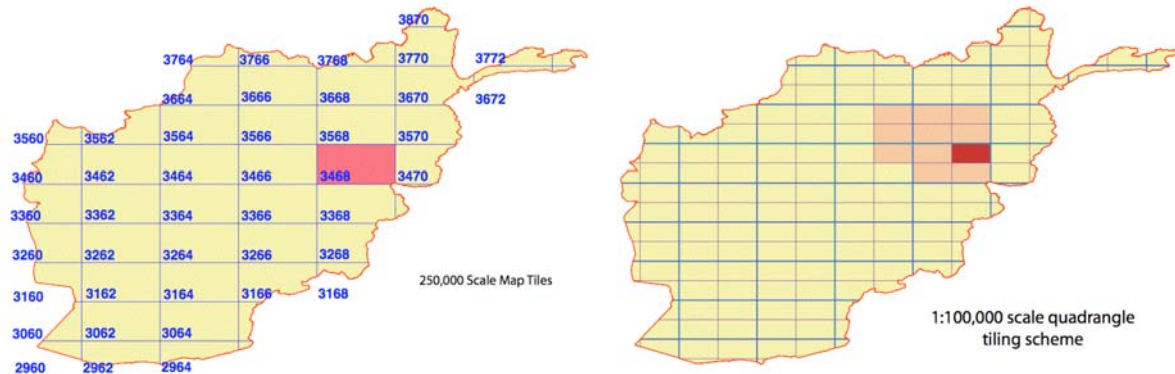 3870
3764 3766 3768 3770 3772
3664 3666 3668 3670 3672
3560 3562 3564 3566 3568 3570
3460 3462 3464 3466 3468 3470
3360 3362 3364 3366 3368
3260 3262 3264 3266 3268
3160 3162 3164 3166 3168
3060 3062 3064
2960 2962 2964
250,000 Scale Map Tiles
1:100,000 scale quadrangle
tiling scheme